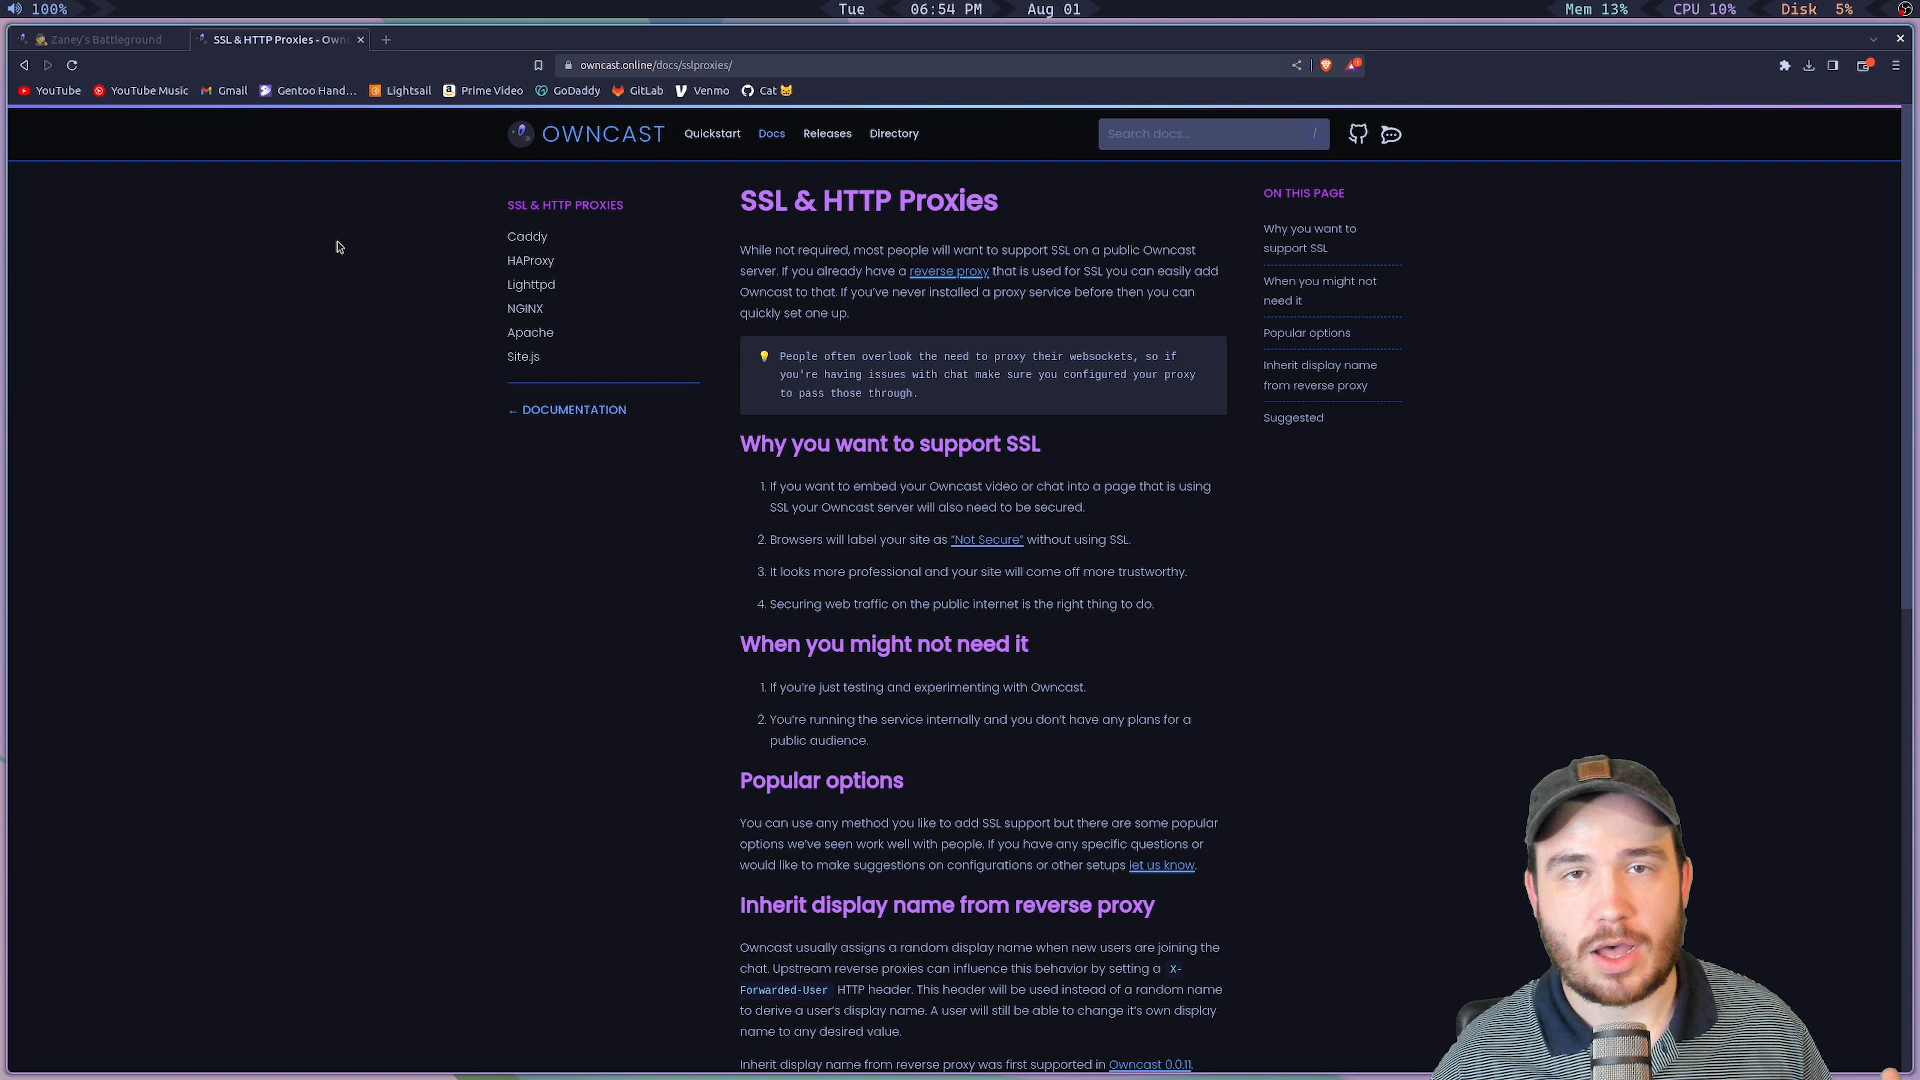 100%
Tue
06:54 PM
Aug 01
Mem 13%
CPU 10%
Disk 5%
Zaney's Battleground
SSL & HTTP Proxies - Own
owncast.online/docs/sslproxies/
YouTube
YouTube Music
Gmail
Gentoo Hand...
Lightsail
Prime Video
GoDaddy
GitLab
Venmo
Cat
OWNCAST
Quickstart
Docs
Releases
Directory
Search docs...
/
SSL & HTTP PROXIES
Caddy
HAProxy
Lighttpd
NGINX
Apache
Site.js
← DOCUMENTATION
SSL & HTTP Proxies
While not required, most people will want to support SSL on a public Owncast
server. If you already have a reverse proxy that is used for SSL you can easily add
Owncast to that. If you've never installed a proxy service before then you can
quickly set one up.
People often overlook the need to proxy their websockets, so if
you're having issues with chat make sure you configured your proxy
to pass those through.
Why you want to support SSL
1. If you want to embed your Owncast video or chat into a page that is using
SSL your Owncast server will also need to be secured.
2. Browsers will label your site as "Not Secure" without using SSL.
3. It looks more professional and your site will come off more trustworthy.
4. Securing web traffic on the public internet is the right thing to do.
When you might not need it
1. If you're just testing and experimenting with Owncast.
2. You're running the service internally and you don't have any plans for a
public audience.
Popular options
You can use any method you like to add SSL support but there are some popular
options we've seen work well with people. If you have any specific questions or
would like to make suggestions on configurations or other setups let us know.
Inherit display name from reverse proxy
Owncast usually assigns a random display name when new users are joining the
chat. Upstream reverse proxies can influence this behavior by setting a X-
Forwarded-User HTTP header. This header will be used instead of a random name
to derive a user's display name. A user will still be able to change it's own display
name to any desired value.
Inherit display name from reverse proxy was first supported in Owncast 0.0.11.
ON THIS PAGE
Why you want to
support SSL
When you might not
need it
Popular options
Inherit display name
from reverse proxy
Suggested